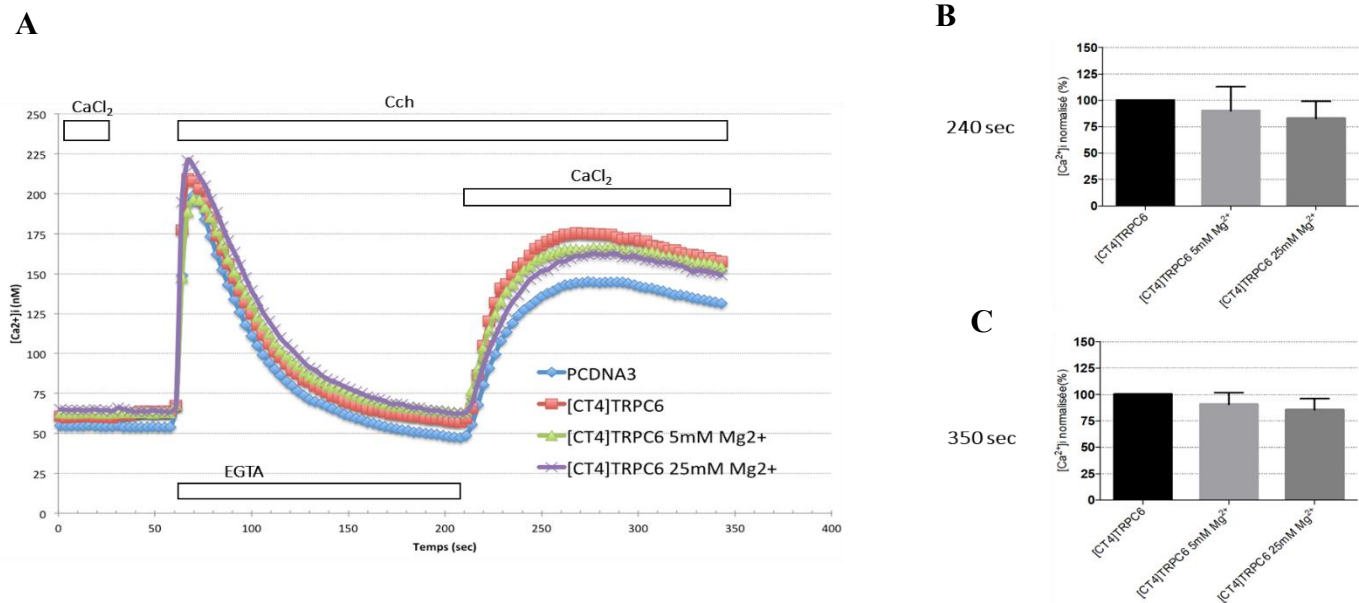 A
CaCl₂
Cch
CaCl₂
[Ca2+]i (nM)
250
225
200
175
150
125
100
75
50
25
0
PCDNA3
[CT4]TRPC6
[CT4]TRPC6 5mM Mg2+
[CT4]TRPC6 25mM Mg2+
EGTA
0 50 100 150 200 250 300 350 400
Temps (sec)
B
240 sec
[Ca²⁺]i normalisé (%)
150
125
100
75
50
25
0
[CT4]TRPC6
[CT4]TRPC6 5mM Mg²⁺
[CT4]TRPC6 25mM Mg²⁺
C
350 sec
[Ca²⁺]i normalisée(%)
150
125
100
75
50
25
0
[CT4]TRPC6
[CT4]TRPC6 5mM Mg²⁺
[CT4]TRPC6 25mM Mg²⁺